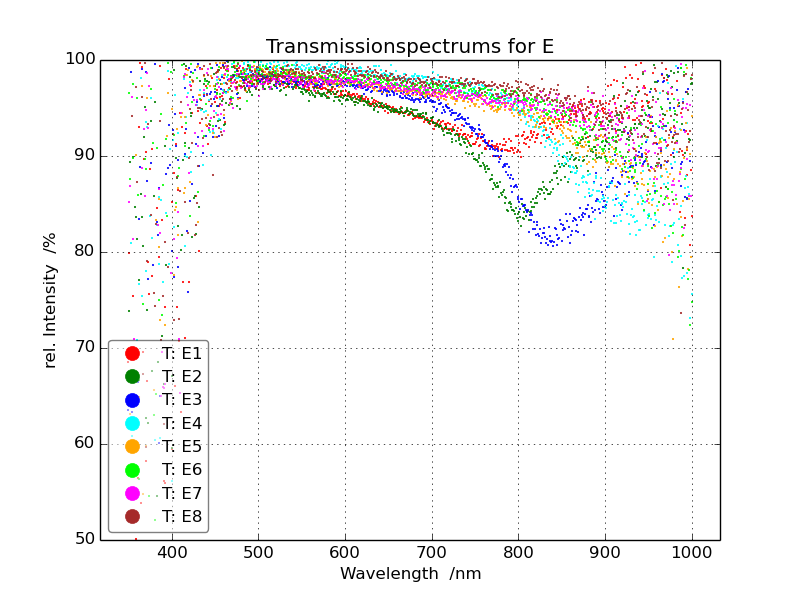 Transmissionspectrums for E
100
90
80
70
60
50
rel. Intensity /%
T: E1
T: E2
T: E3
T: E4
T: E5
T: E6
T: E7
T: E8
400 500 600 700 800 900 1000
Wavelength /nm